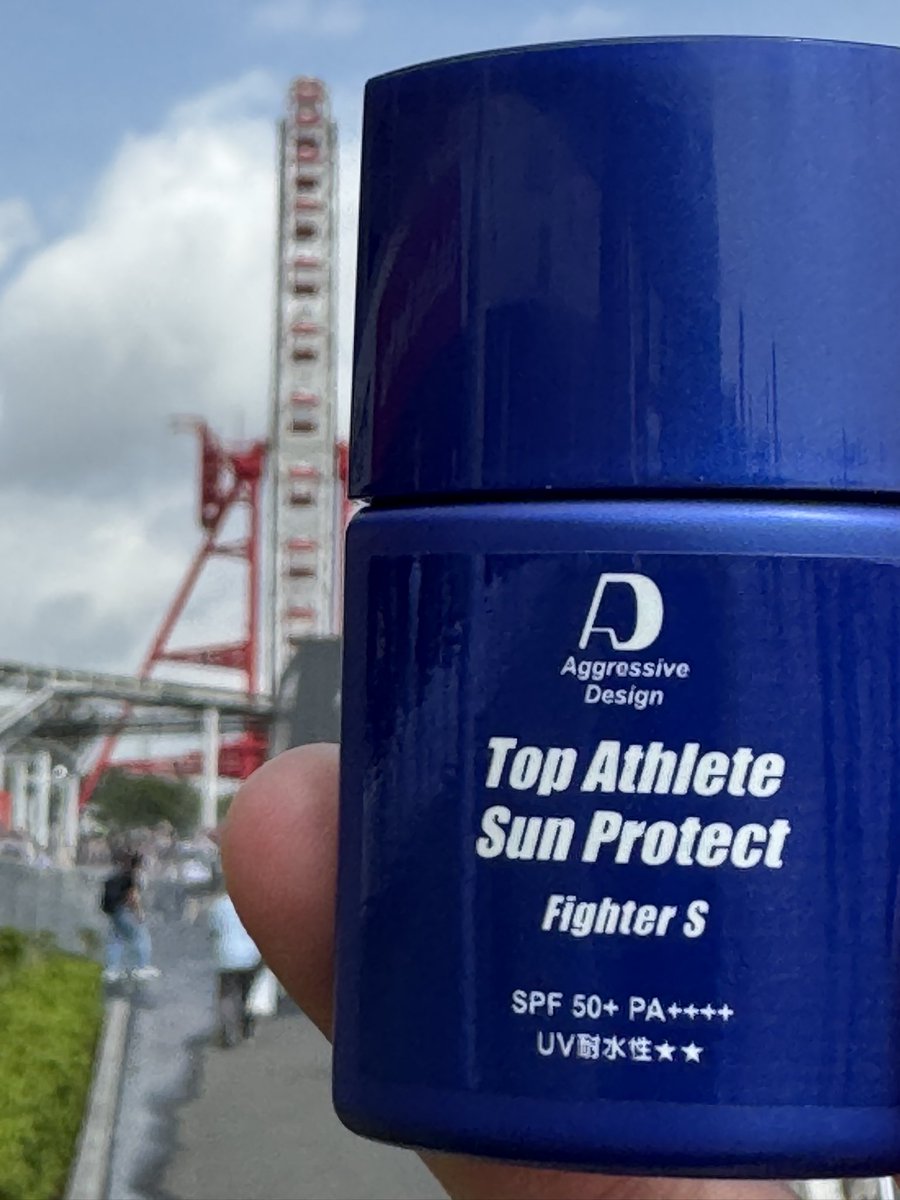 AD
Aggressive
Design
Top Athlete
Sun Protect
Fighter S
SPF 50+ PA++++
UV耐水性★★